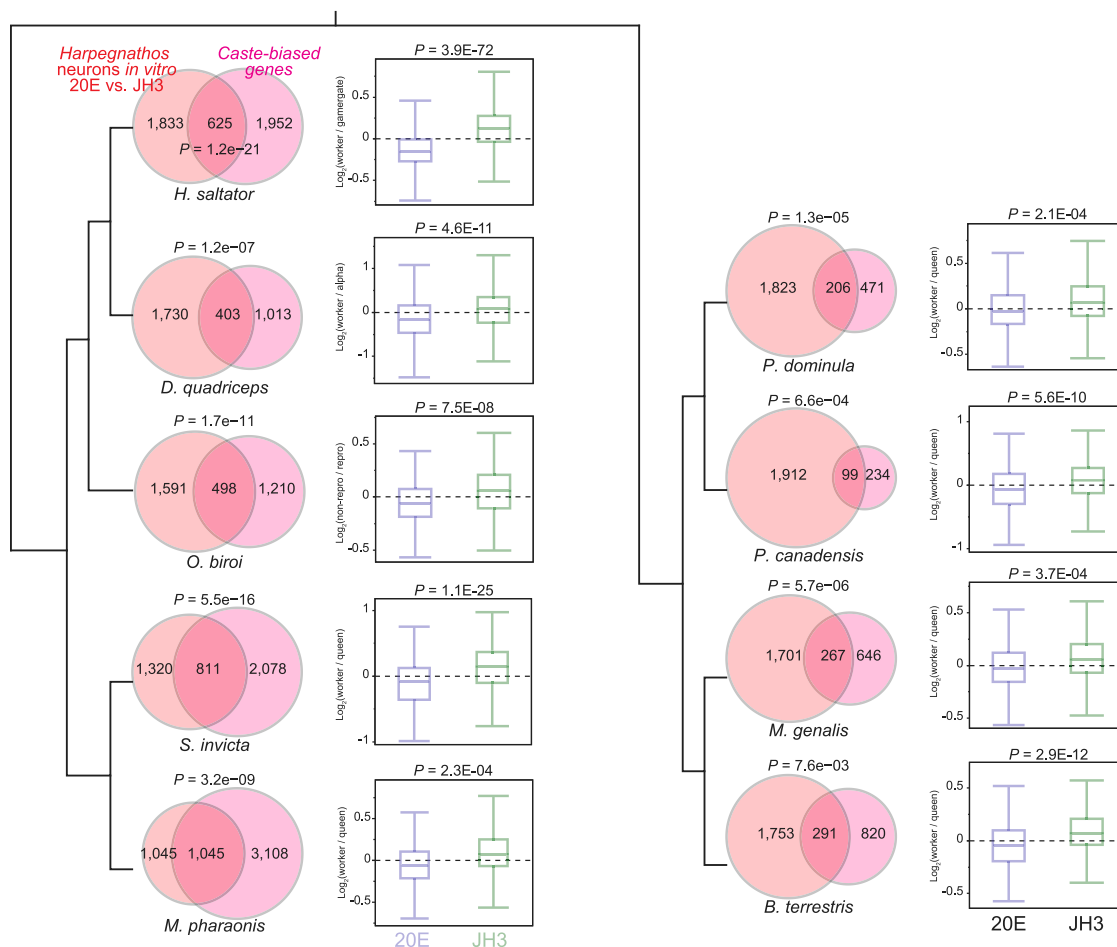 Harpegnathos
neurons in vitro
20E vs. JH3
Caste-biased
genes
1,833 625 1,952
P = 1.2e−21
H. saltator
P = 3.9E-72
Log2(worker / gamergate)
0.5
0
-0.5
P = 1.2e−07
1,730 403 1,013
D. quadriceps
P = 4.6E-11
Log2(worker / alpha)
1
0
-1
P = 1.7e−11
1,591 498 1,210
O. biroi
P = 7.5E-08
Log2(non-repro / repro)
0.5
0
-0.5
P = 5.5e−16
1,320 811 2,078
S. invicta
P = 1.1E-25
Log2(worker / queen)
1
0
-1
P = 3.2e−09
1,045 1,045 3,108
M. pharaonis
P = 2.3E-04
Log2(worker / queen)
0.5
0
-0.5
20E JH3
P = 1.3e−05
1,823 206 471
P. dominula
P = 2.1E-04
Log2(worker / queen)
0.5
0
-0.5
P = 6.6e−04
1,912 99 234
P. canadensis
P = 5.6E-10
Log2(worker / queen)
1
0
-1
P = 5.7e−06
1,701 267 646
M. genalis
P = 3.7E-04
Log2(worker / queen)
0.5
0
-0.5
P = 7.6e−03
1,753 291 820
B. terrestris
P = 2.9E-12
Log2(worker / queen)
0.5
0
-0.5
20E JH3